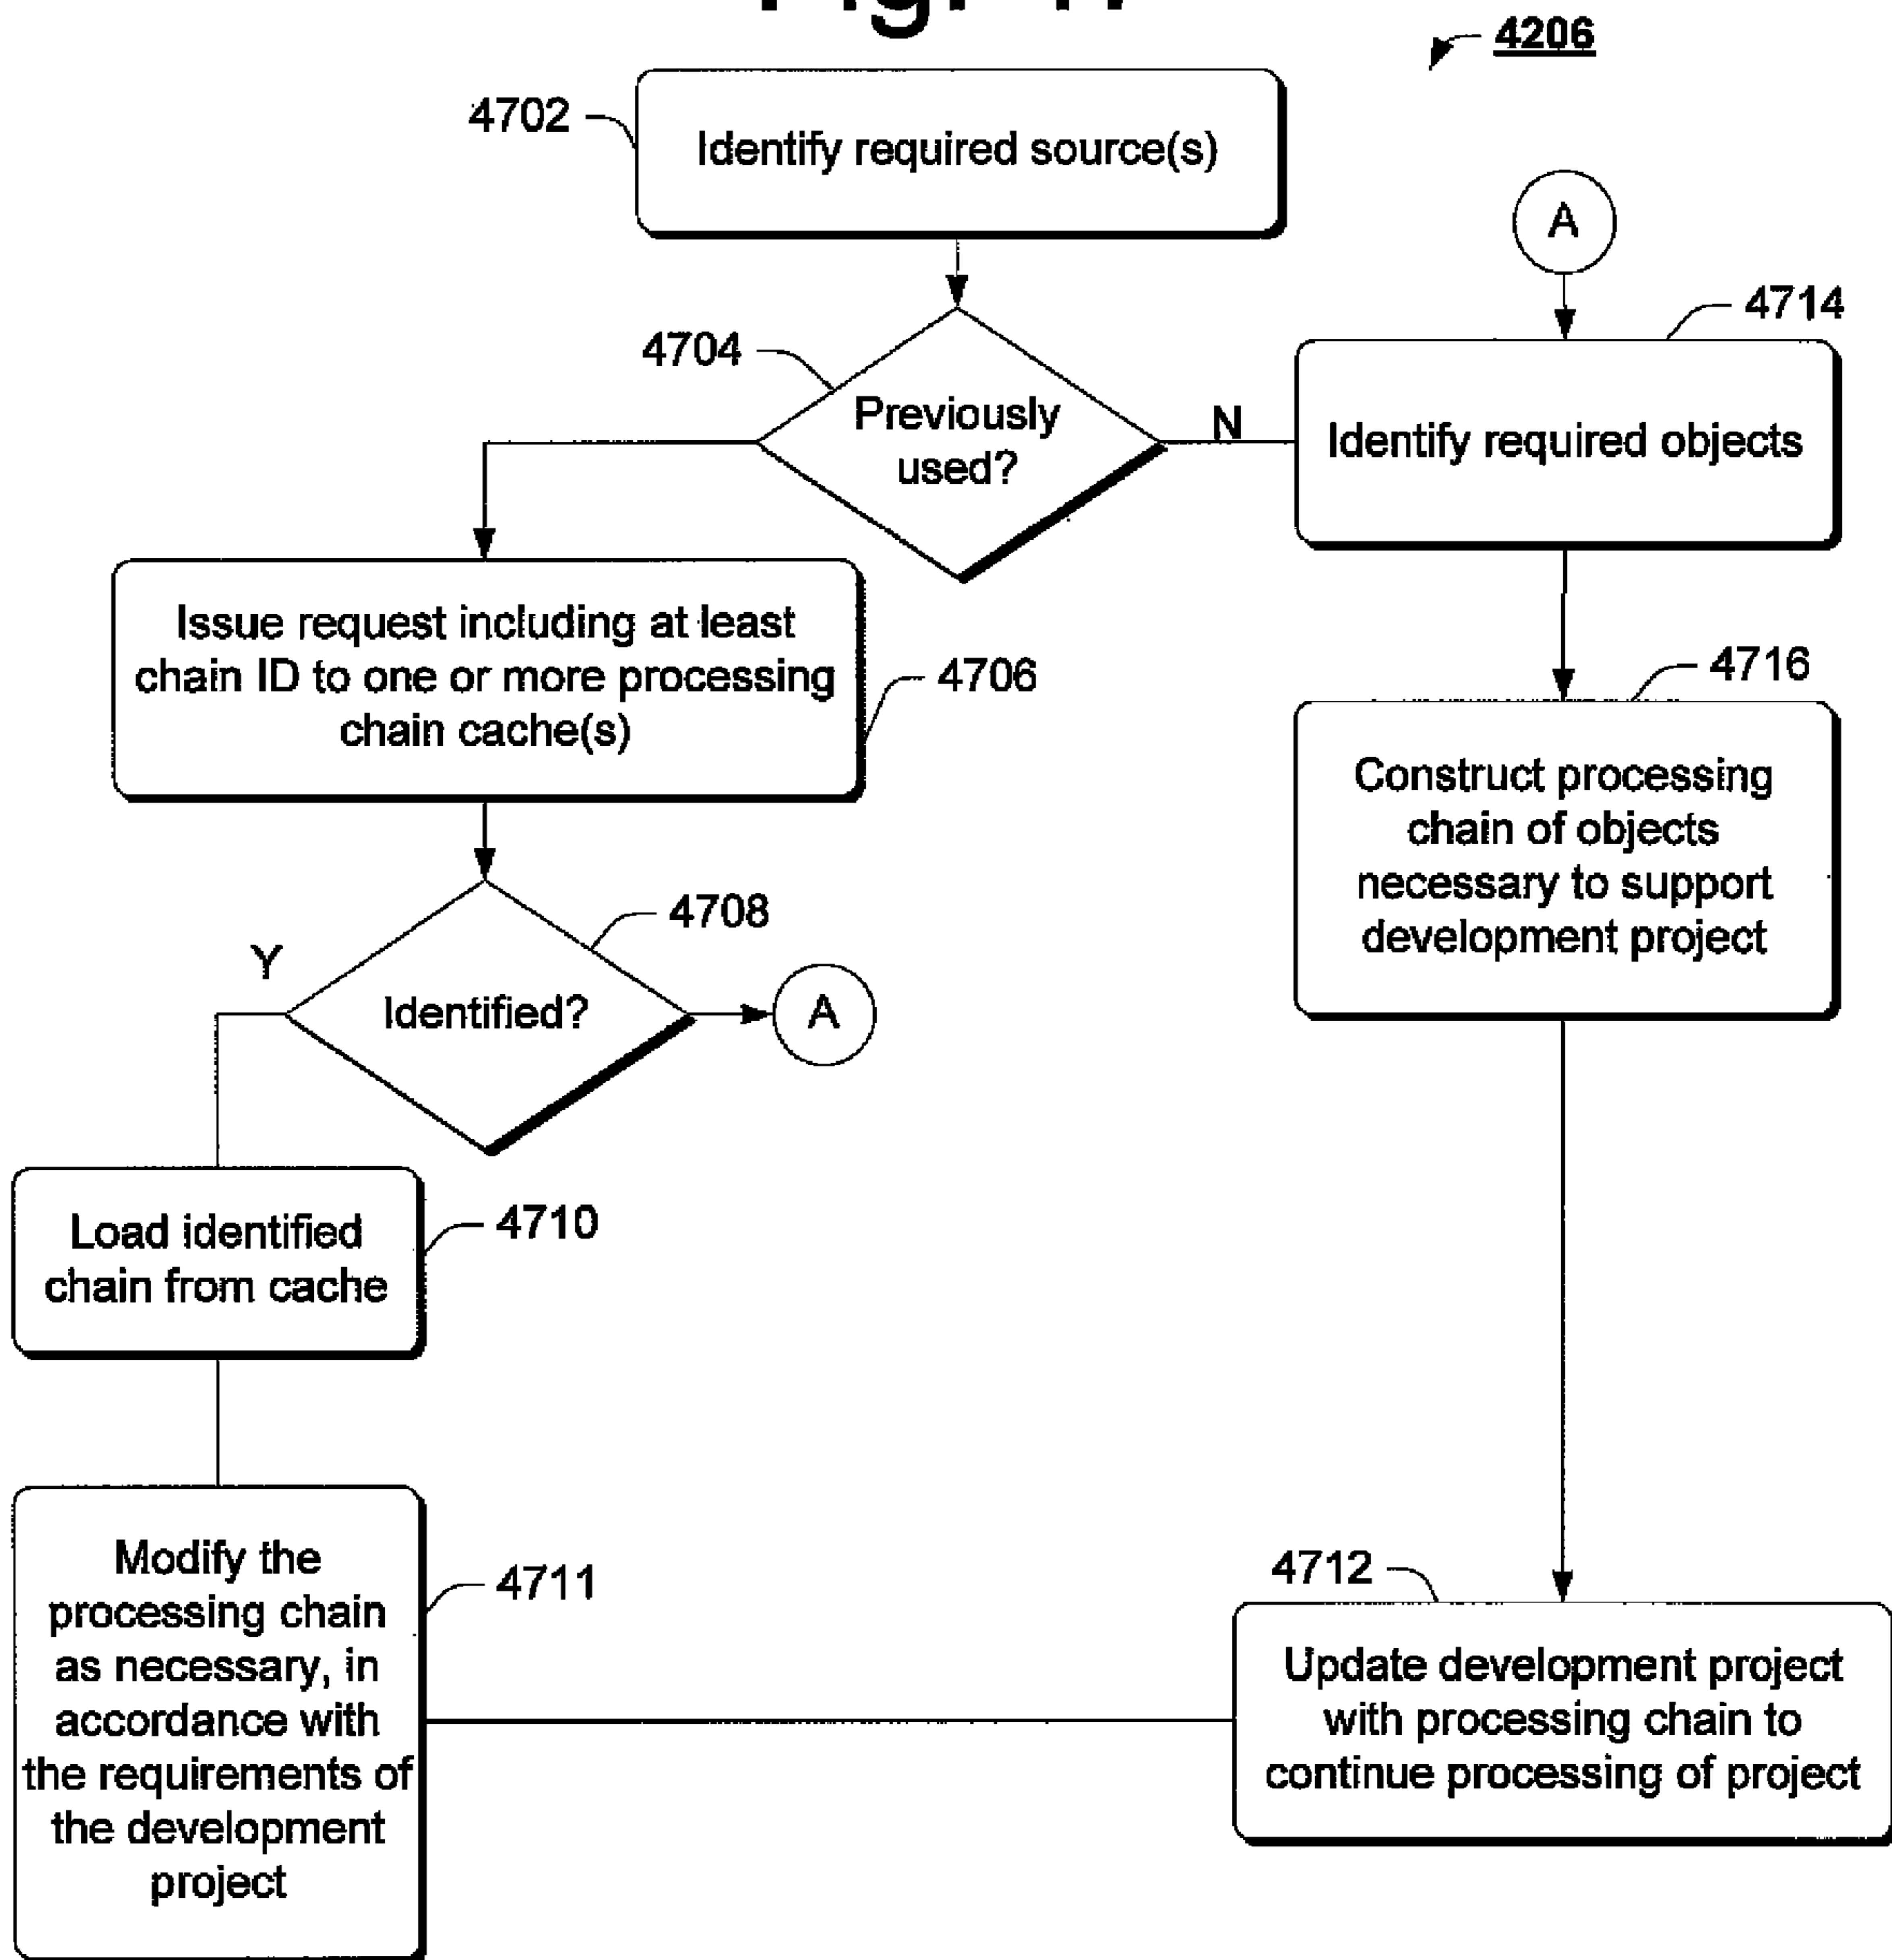 4206
4702
Identify required source(s)
A
4714
4704
Previously
used?
N
Identify required objects
Issue request including at least
chain ID to one or more processing
chain cache(s)
4706
4716
Construct processing
chain of objects
necessary to support
development project
4708
Y
Identified?
A
Load identified
chain from cache
4710
Modify the
processing chain
as necessary, in
accordance with
the requirements of
the development
project
4711
4712
Update development project
with processing chain to
continue processing of project